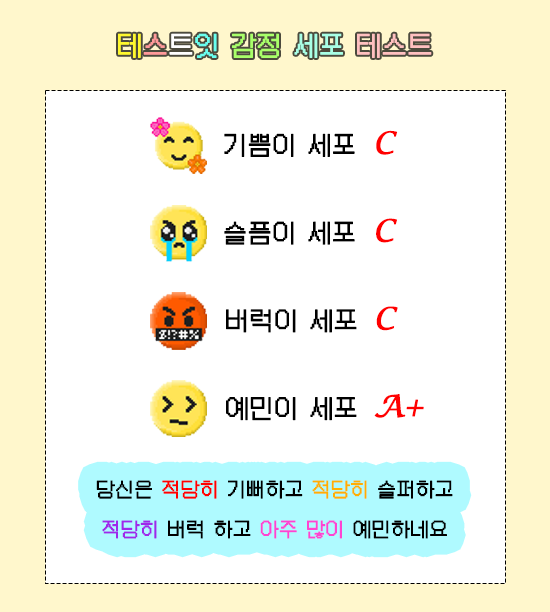 테스트잇 감정 세포 테스트
기쁨이 세포 C
슬픔이 세포 C
버럭이 세포 C
$!?#%
예민이 세포 A+
당신은 적당히 기뻐하고 적당히 슬퍼하고
적당히 버럭 하고 아주 많이 예민하네요